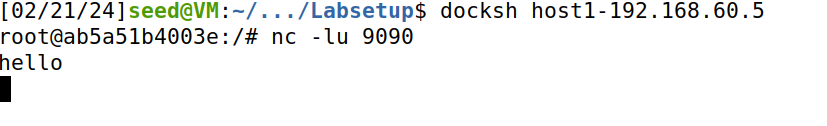 [02/21/24]seed@VM:~/.../Labsetup$ docksh host1-192.168.60.5
root@ab5a51b4003e:/# nc -lu 9090
hello